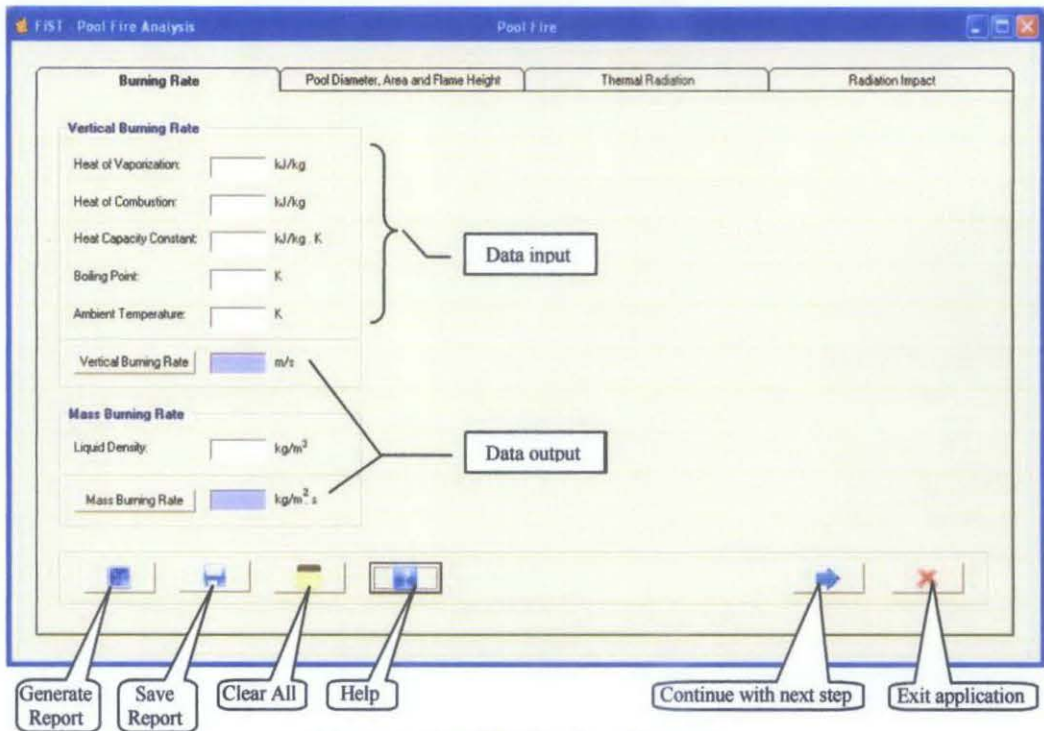 FiST - Pool Fire Analysis
Pool Fire
Burning Rate
Pool Diameter, Area and Flame Height
Thermal Radiation
Radiation Impact
Vertical Burning Rate
Heat of Vaporization: kJ/kg
Heat of Combustion: kJ/kg
Heat Capacity Constant: kJ/kg . K
Data input
Boiling Point: K
Ambient Temperature: K
Vertical Burning Rate m/s
Mass Burning Rate
Liquid Density: kg/m³
Data output
Mass Burning Rate kg/m².s
Generate
Report
Save
Report
Clear All
Help
Continue with next step
Exit application